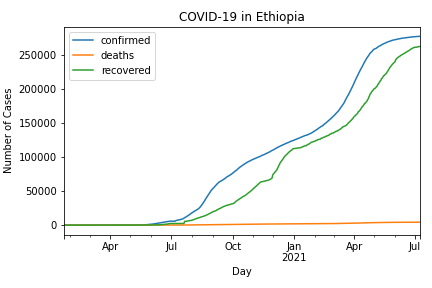 COVID-19 in Ethiopia
confirmed
deaths
recovered
Number of Cases
250000
200000
150000
100000
50000
0
Apr
Jul
Oct
Jan
2021
Apr
Jul
Day